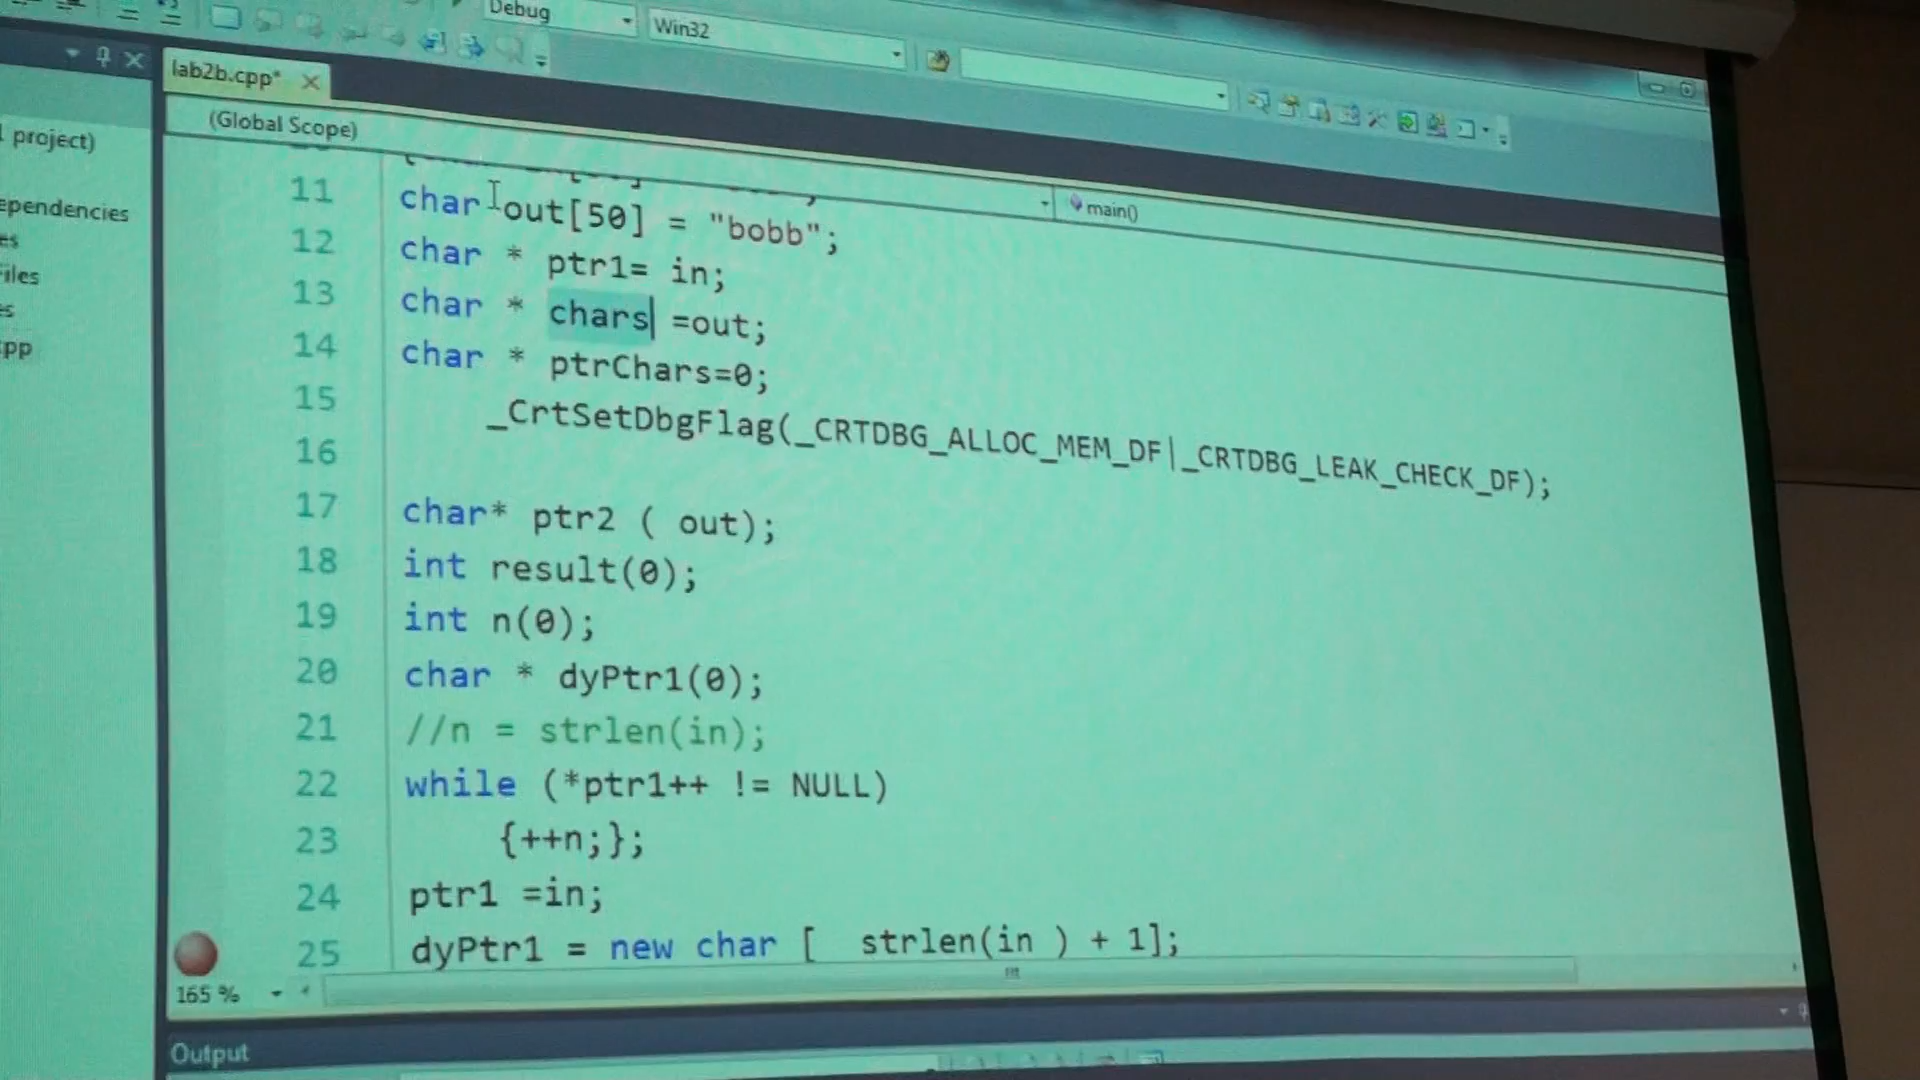 Debug
Win32
lab2b.cpp*
project)
(Global Scope)
main()
ependencies
es
Files
es
pp
11 char out[50] = "bobb";
12 char * ptr1= in;
13 char * chars =out;
14 char * ptrChars=0;
15 _CrtSetDbgFlag(_CRTDBG_ALLOC_MEM_DF|_CRTDBG_LEAK_CHECK_DF);
16
17 char* ptr2 ( out);
18 int result(0);
19 int n(0);
20 char * dyPtr1(0);
21 //n = strlen(in);
22 while (*ptr1++ != NULL)
23 {++n;};
24 ptr1 =in;
25 dyPtr1 = new char [ strlen(in ) + 1];
165 %
Output